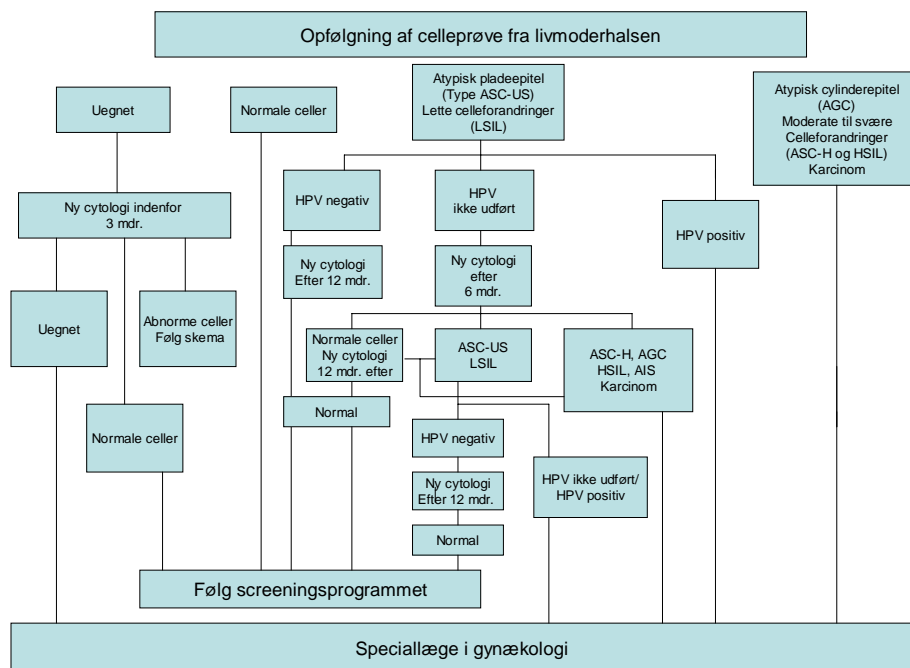 Opfølgning af celleprøve fra livmoderhalsen
Uegnet
Normale celler
Atypisk pladeepitel
(Type ASC-US)
Lette celleforandringer
(LSIL)
Atypisk cylinderepitel
(AGC)
Moderate til svære
Celleforandringer
(ASC-H og HSIL)
Karcinom
Ny cytologi indenfor
3 mdr.
HPV negativ
HPV
ikke udført
HPV positiv
Ny cytologi
Efter 12 mdr.
Ny cytologi
efter
6 mdr.
Uegnet
Abnorme celler
Følg skema
Normale celler
Ny cytologi
12 mdr. efter
ASC-US
LSIL
ASC-H, AGC
HSIL, AIS
Karcinom
Normal
Normale celler
HPV negativ
HPV ikke udført/
HPV positiv
Ny cytologi
Efter 12 mdr.
Normal
Følg screeningsprogrammet
Speciallæge i gynækologi